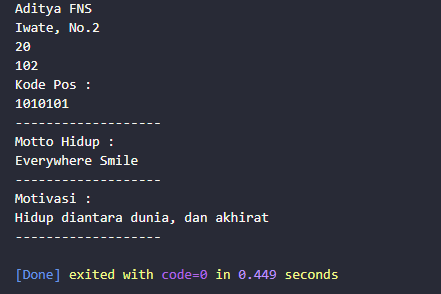 Aditya FNS
Iwate, No.2
20
102
Kode Pos :
1010101
-------------------
Motto Hidup :
Everywhere Smile
-------------------
Motivasi :
Hidup diantara dunia, dan akhirat
-------------------
[Done] exited with code=0 in 0.449 seconds